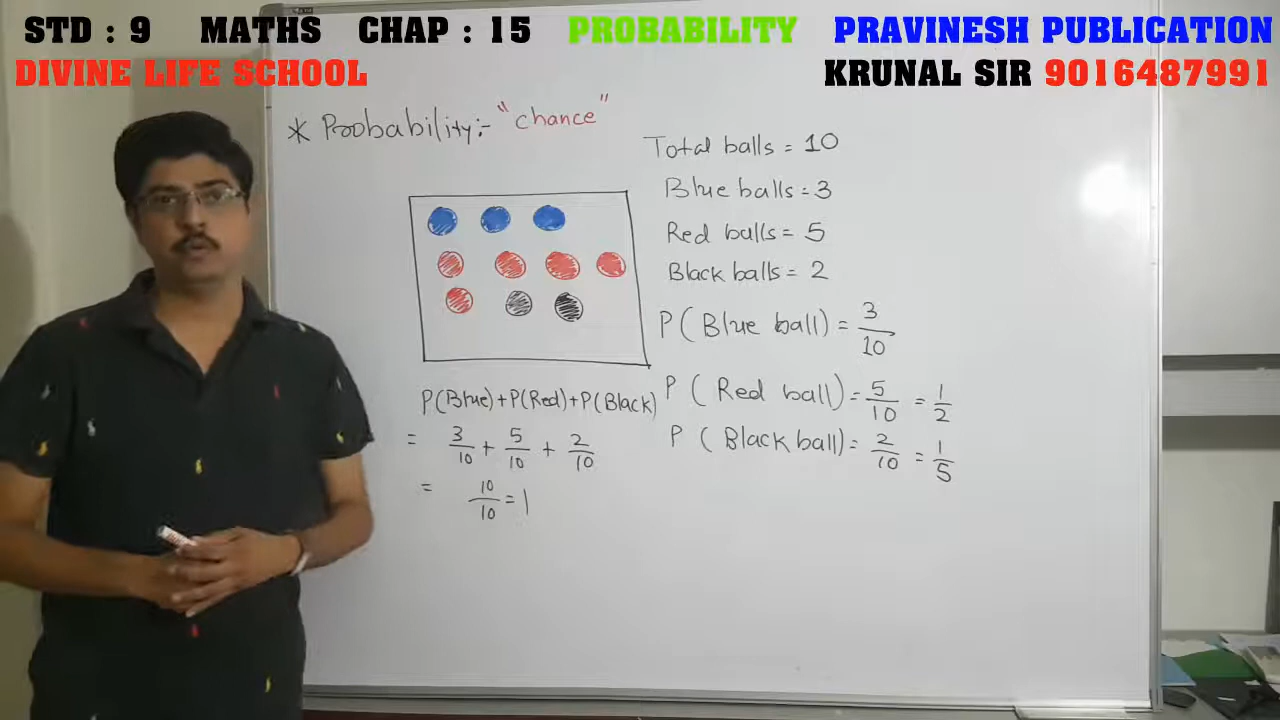 STD : 9 MATHS CHAP : 15 PROBABILITY PRAVINESH PUBLICATION
DIVINE LIFE SCHOOL KRUNAL SIR 9016487991
* Probability:- "chance"
Total balls = 10
Blue balls = 3
Red balls = 5
Black balls = 2
P(Blue ball) = 3/10
P(Red ball) = 5/10 = 1/2
P(Black ball) = 2/10 = 1/5
P(Blue)+P(Red)+P(Black)
= 3/10 + 5/10 + 2/10
= 10/10 = 1